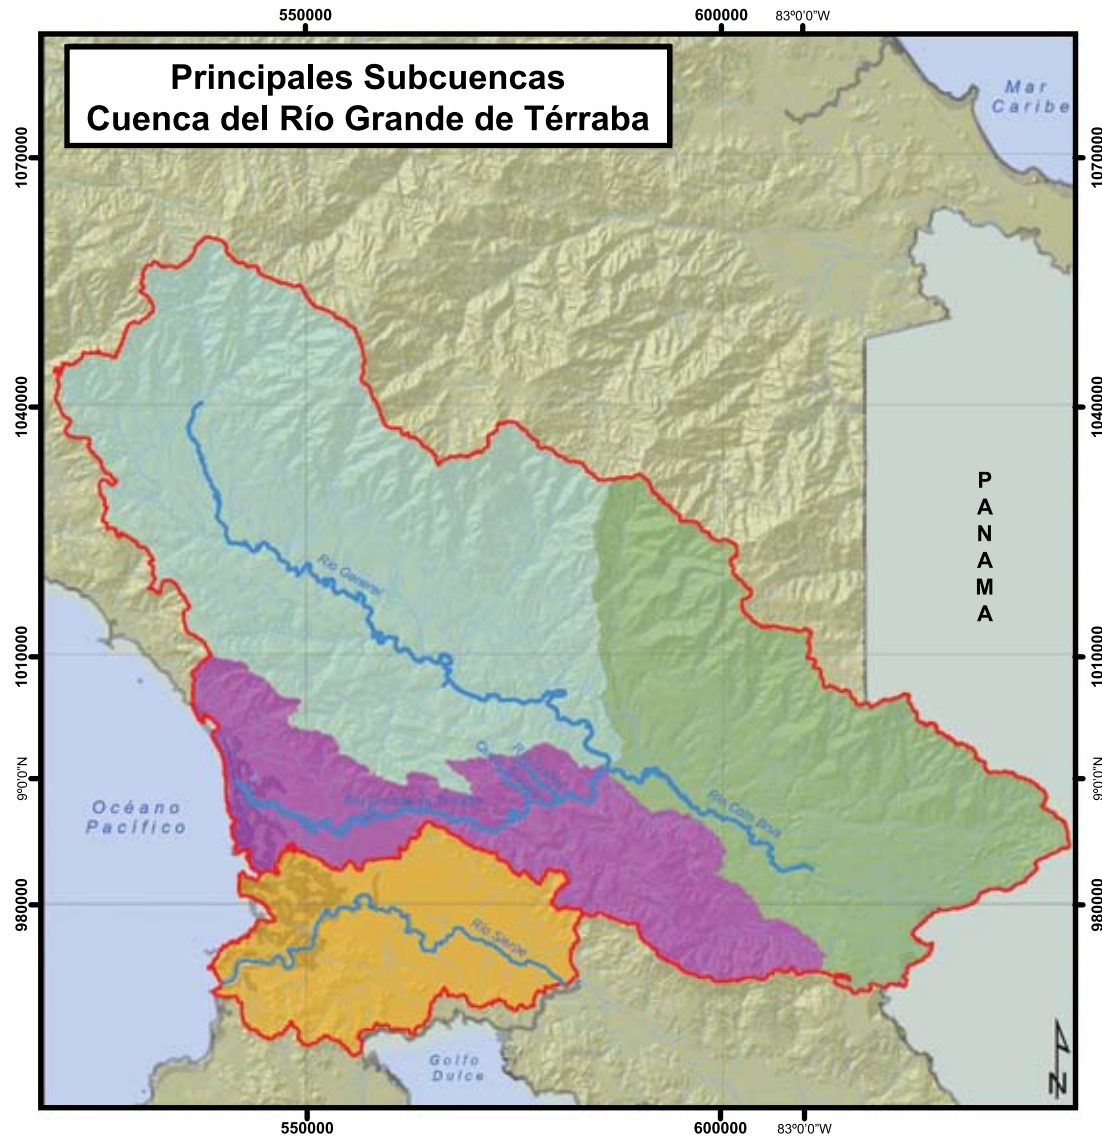 550000
600000
83°0'0"W
Principales Subcuencas
Cuenca del Río Grande de Térraba
Mar
Caribe
1070000
1070000
1040000
1040000
PANAMA
Río General
1010000
1010000
9°0'0"N
9°0'0"N
Río Coto Brus
Océano
Pacífico
980000
980000
Río Sierpe
Golfo
Dulce
N
550000
600000
83°0'0"W